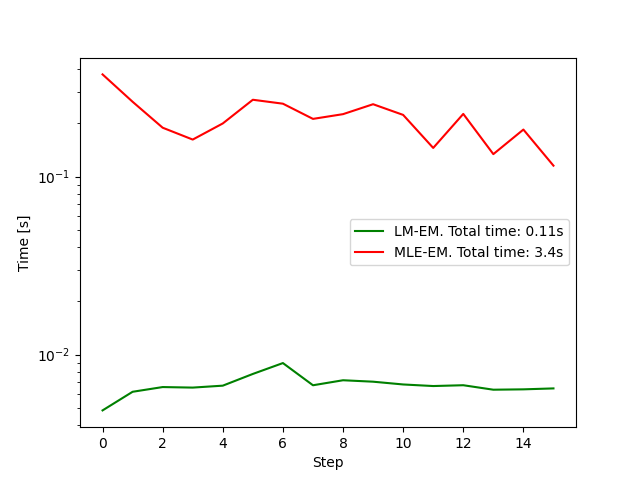 10⁻¹
10⁻²
Time [s]
LM-EM. Total time: 0.11s
MLE-EM. Total time: 3.4s
0 2 4 6 8 10 12 14
Step